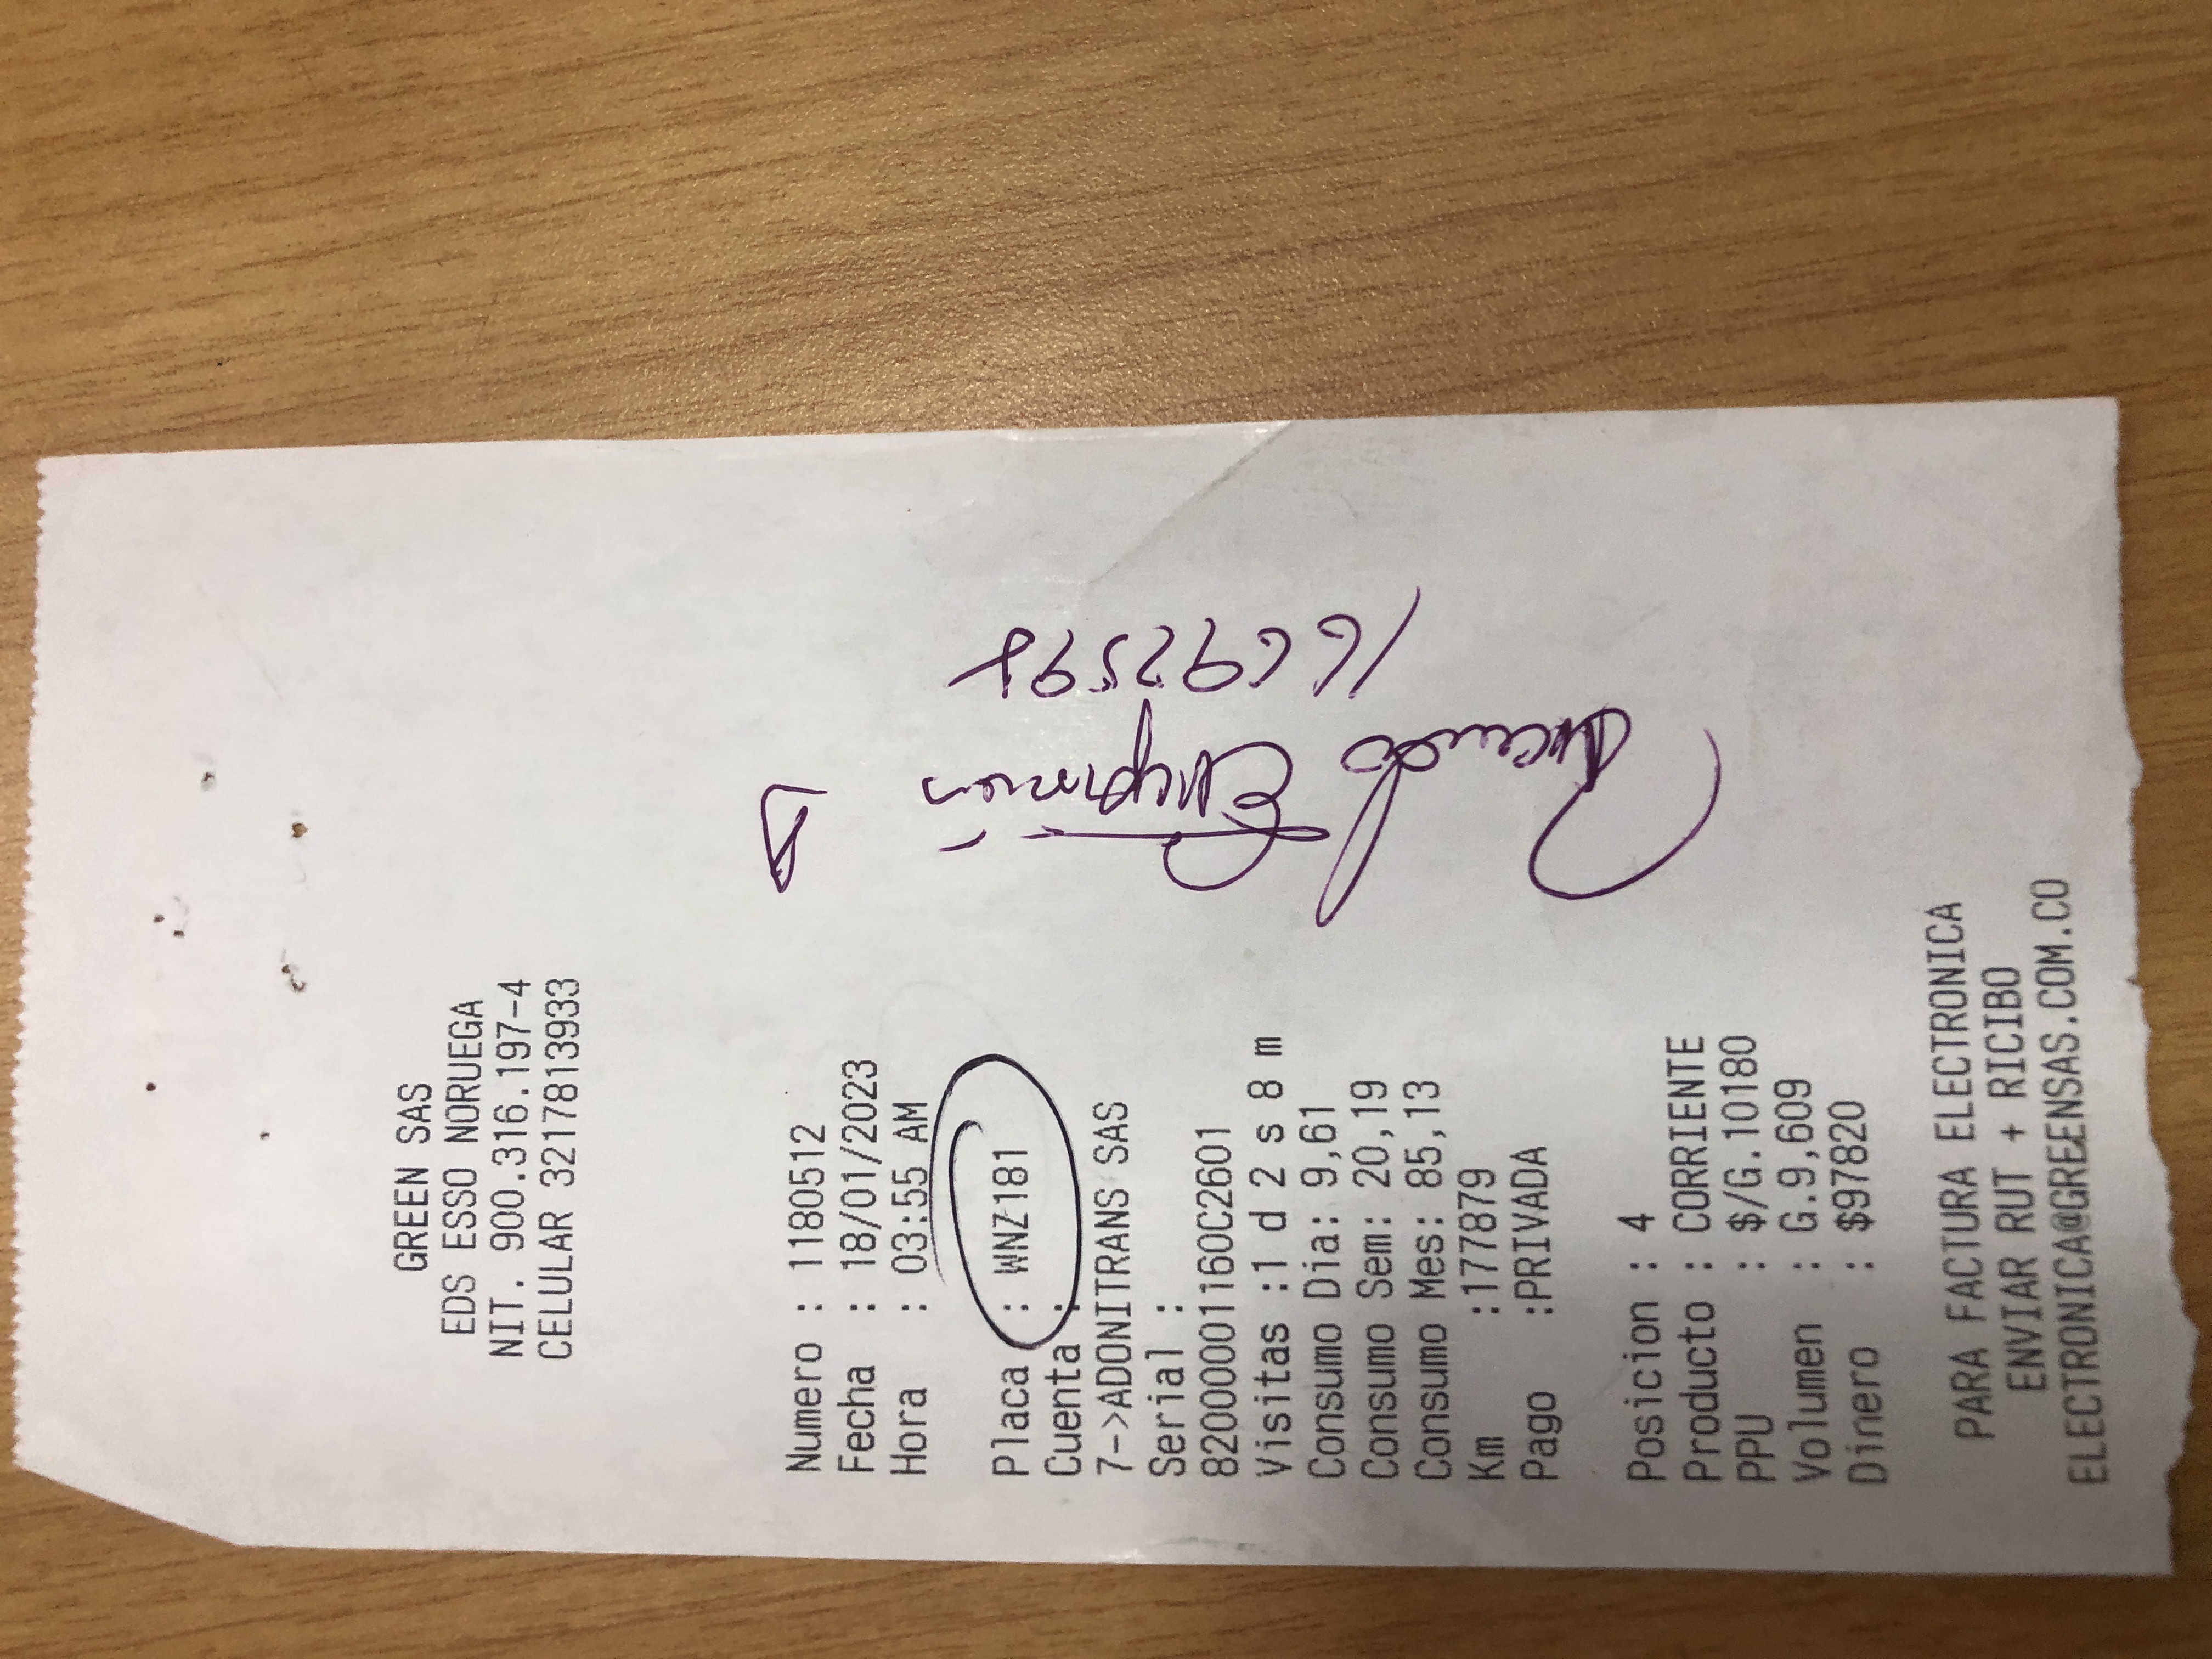 GREEN SAS
EDS ESSO NORUEGA
NIT. 900.316.197-4
CELULAR 3217813933
Numero : 1180512
Fecha : 18/01/2023
Hora : 03:55 AM
Placa : WNZ181
Cuenta :
7->ADONITRANS SAS
Serial :
820000001160C2601
Visitas :1 d 2 s 8 m
Consumo Dia: 9,61
Consumo Sem: 20,19
Consumo Mes: 85,13
Km :177879
Pago :PRIVADA
Posicion : 4
Producto : CORRIENTE
PPU : $/G.10180
Volumen : G.9,609
Dinero : $97820
PARA FACTURA ELECTRONICA
ENVIAR RUT + RICIBO
ELECTRONICA@GREENSAS.COM.CO
16692598